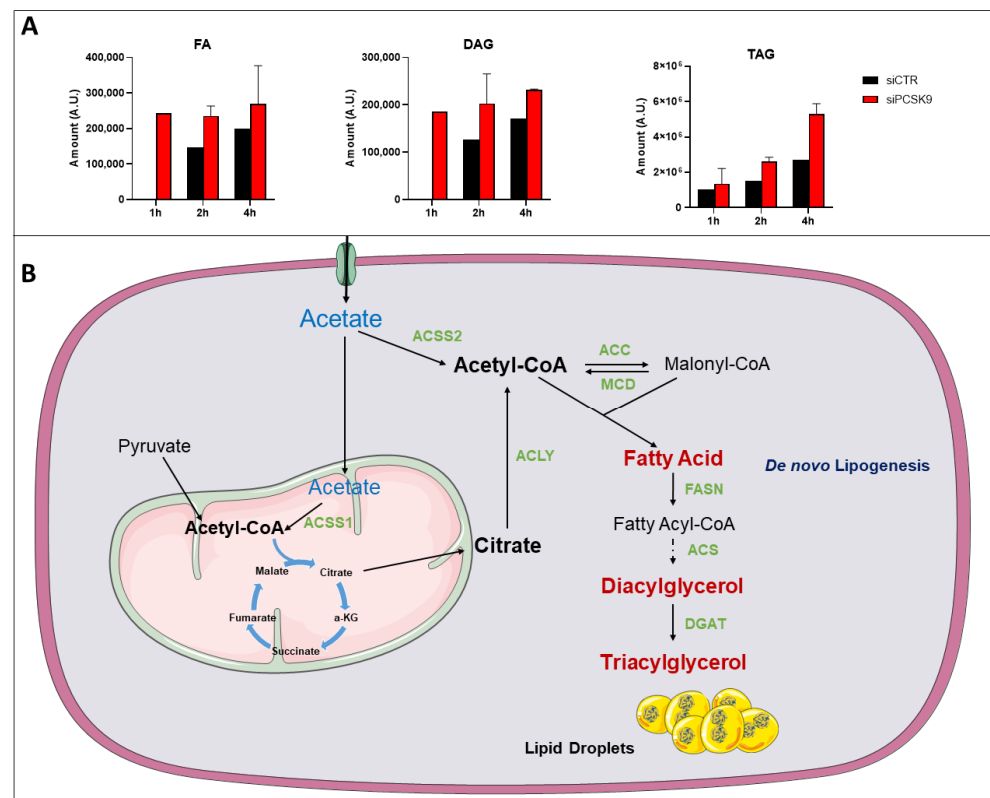 A
FA
400,000
300,000
200,000
100,000
0
Amount (A.U.)
1h 2h 4h
DAG
300,000
200,000
100,000
0
Amount (A.U.)
1h 2h 4h
TAG
8×10⁶
6×10⁶
4×10⁶
2×10⁶
0
Amount (A.U.)
1h 2h 4h
siCTR
siPCSK9
B
Acetate
ACSS2
Acetyl-CoA
ACC
MCD
Malonyl-CoA
Pyruvate
ACLY
Fatty Acid
De novo Lipogenesis
FASN
Acetate
Acetyl-CoA
ACSS1
Fatty Acyl-CoA
Citrate
ACS
Malate
Citrate
Diacylglycerol
Fumarate
a-KG
DGAT
Succinate
Triacylglycerol
Lipid Droplets